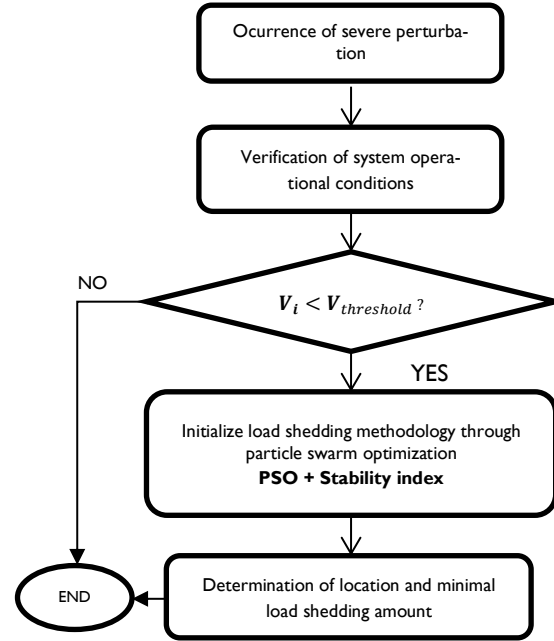 Ocurrence of severe perturba-
tion
Verification of system opera-
tional conditions
NO
V_i < V_threshold ?
YES
Initialize load shedding methodology through
particle swarm optimization
PSO + Stability index
Determination of location and minimal
load shedding amount
END